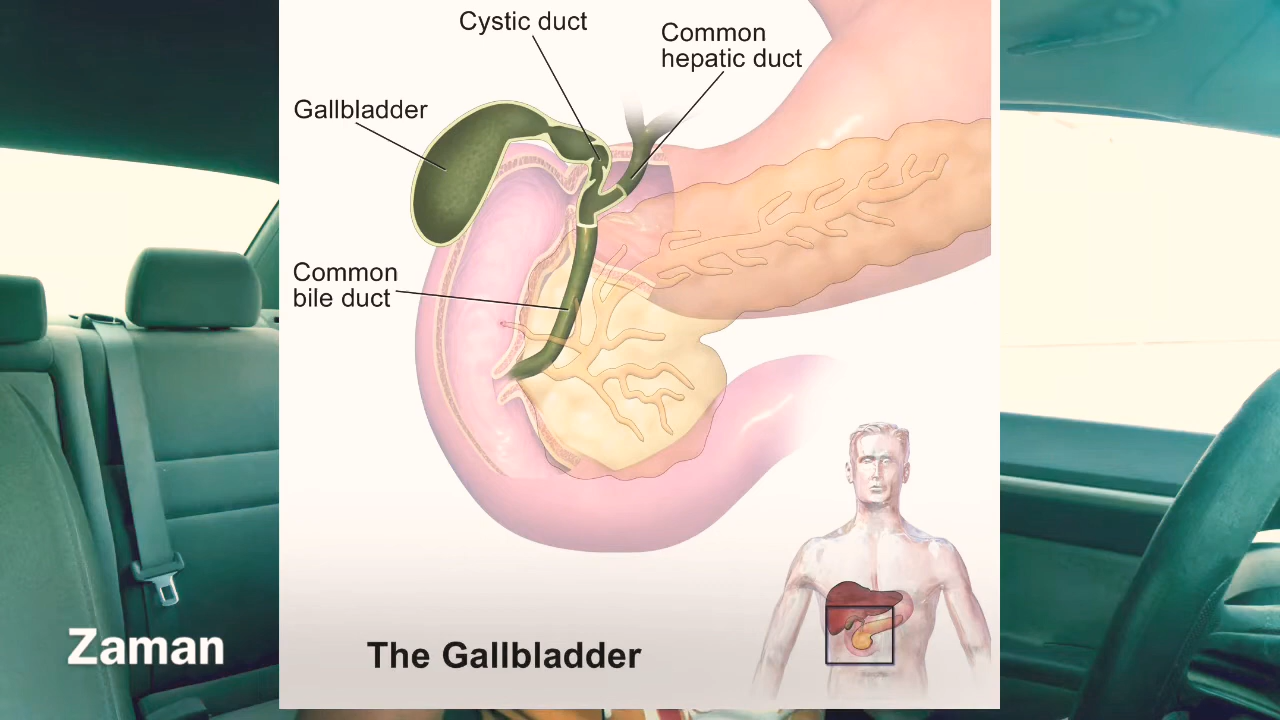 Cystic duct
Common
hepatic duct
Gallbladder
Common
bile duct
The Gallbladder
Zaman